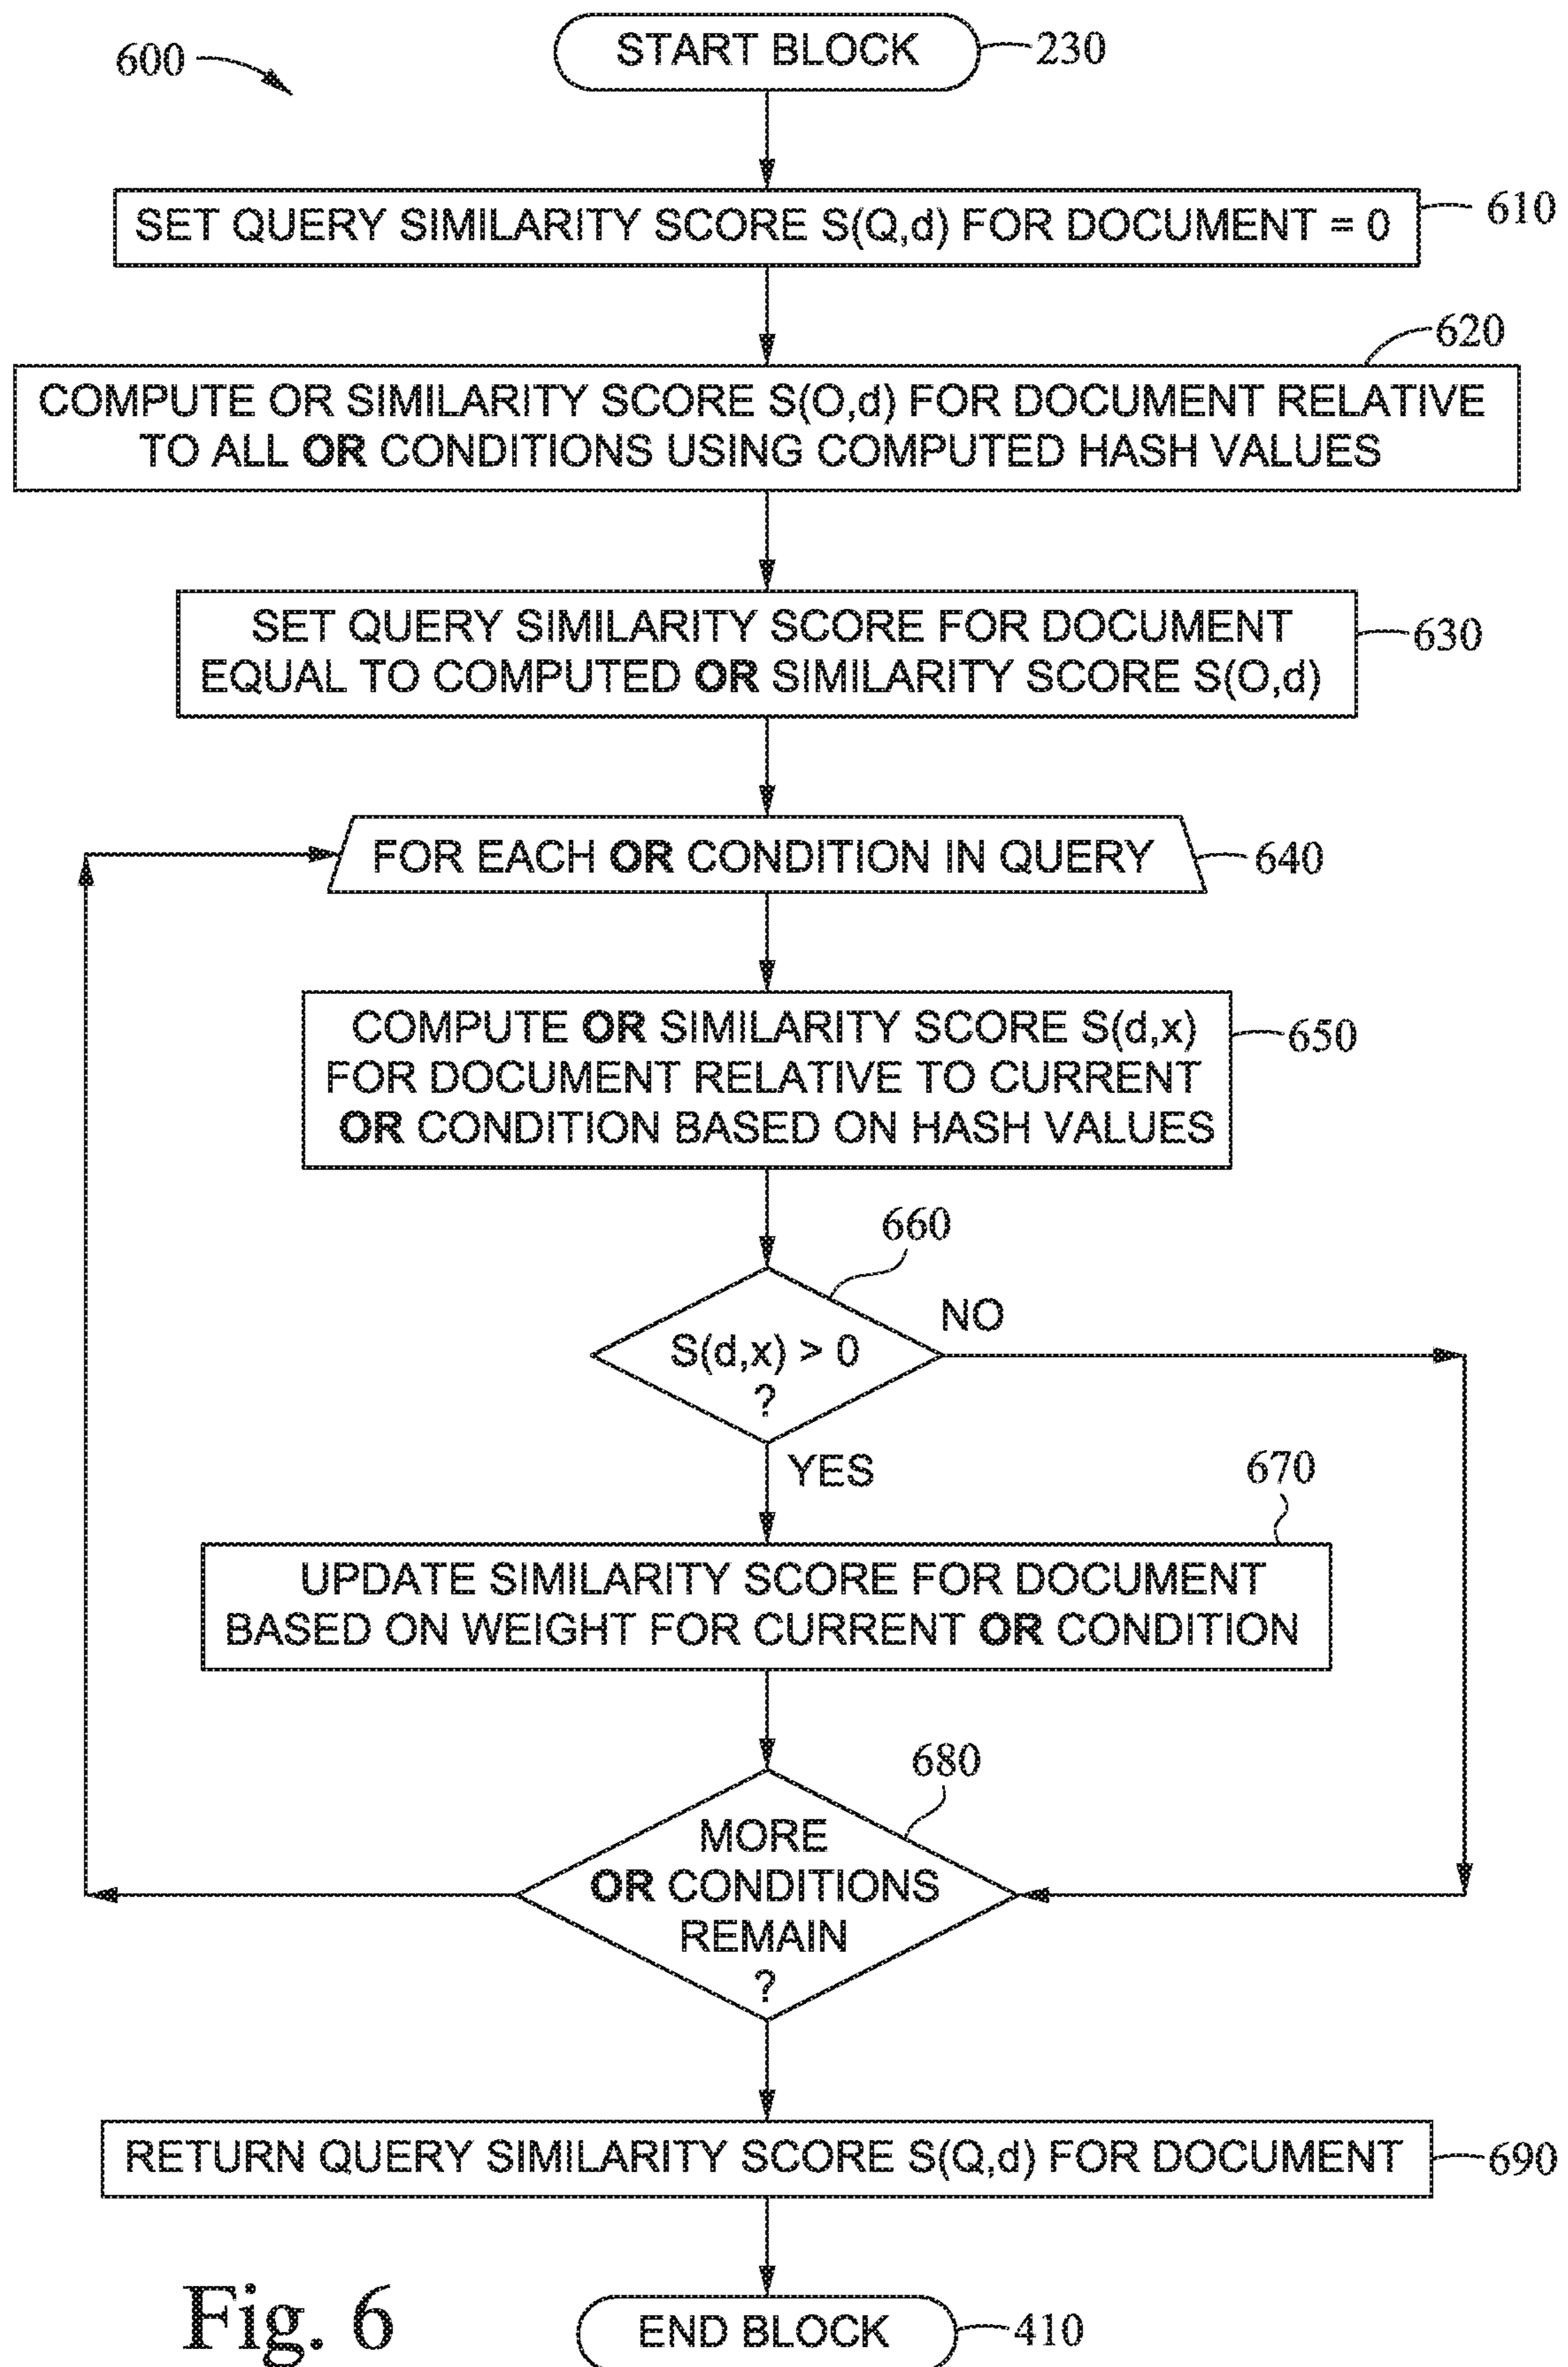 600
START BLOCK
230
SET QUERY SIMILARITY SCORE S(Q,d) FOR DOCUMENT = 0
610
620
COMPUTE OR SIMILARITY SCORE S(O,d) FOR DOCUMENT RELATIVE
TO ALL OR CONDITIONS USING COMPUTED HASH VALUES
SET QUERY SIMILARITY SCORE FOR DOCUMENT
EQUAL TO COMPUTED OR SIMILARITY SCORE S(O,d)
630
FOR EACH OR CONDITION IN QUERY
640
COMPUTE OR SIMILARITY SCORE S(d,x)
FOR DOCUMENT RELATIVE TO CURRENT
OR CONDITION BASED ON HASH VALUES
650
660
S(d,x) > 0
?
NO
YES
670
UPDATE SIMILARITY SCORE FOR DOCUMENT
BASED ON WEIGHT FOR CURRENT OR CONDITION
680
MORE
OR CONDITIONS
REMAIN
?
RETURN QUERY SIMILARITY SCORE S(Q,d) FOR DOCUMENT
690
END BLOCK
410
Fig. 6